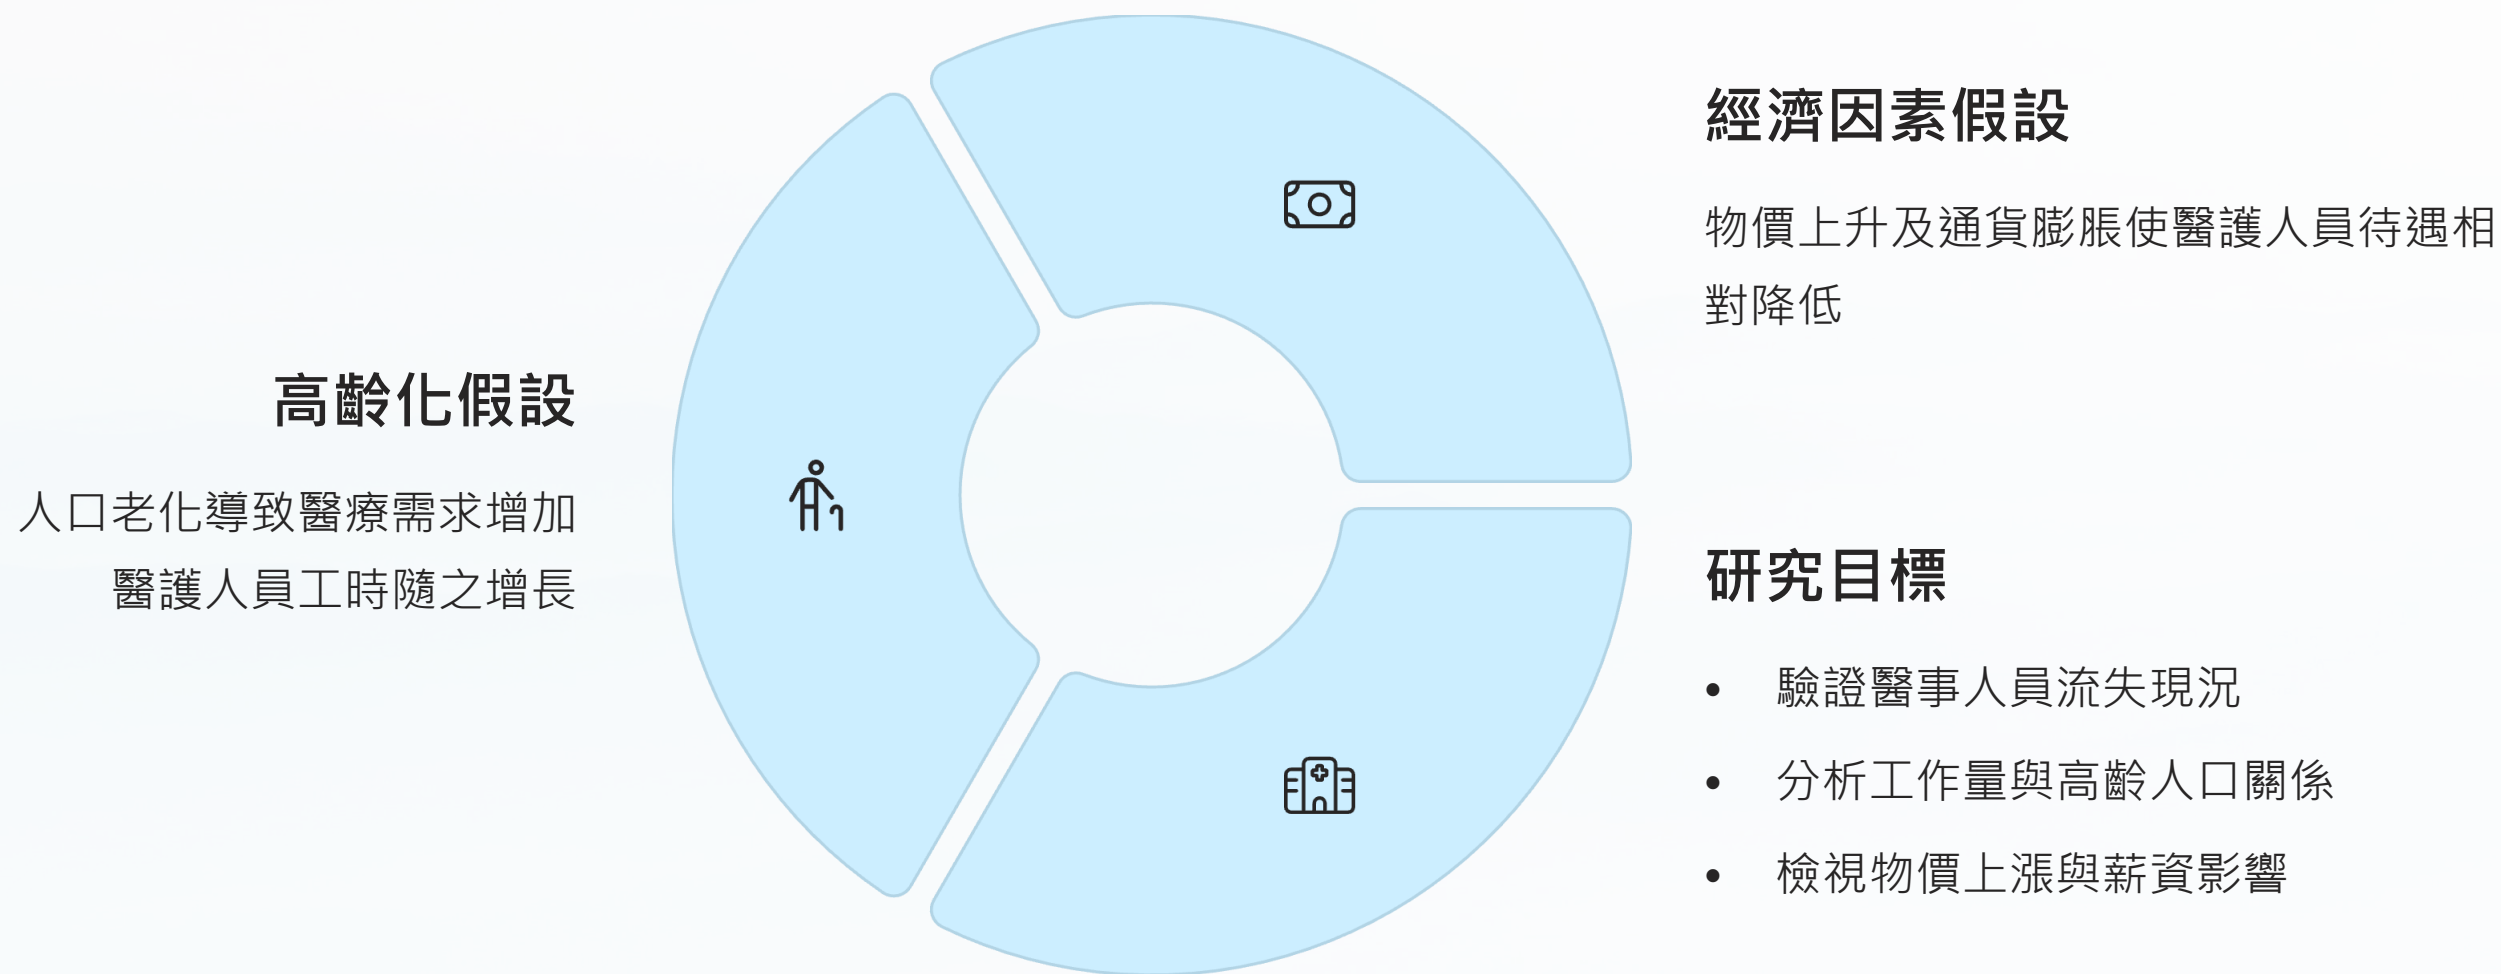 經濟因素假設
物價上升及通貨膨脹使醫護人員待遇相
對降低
高齡化假設
人口老化導致醫療需求增加
醫護人員工時隨之增長
研究目標
• 驗證醫事人員流失現況
• 分析工作量與高齡人口關係
• 檢視物價上漲與薪資影響